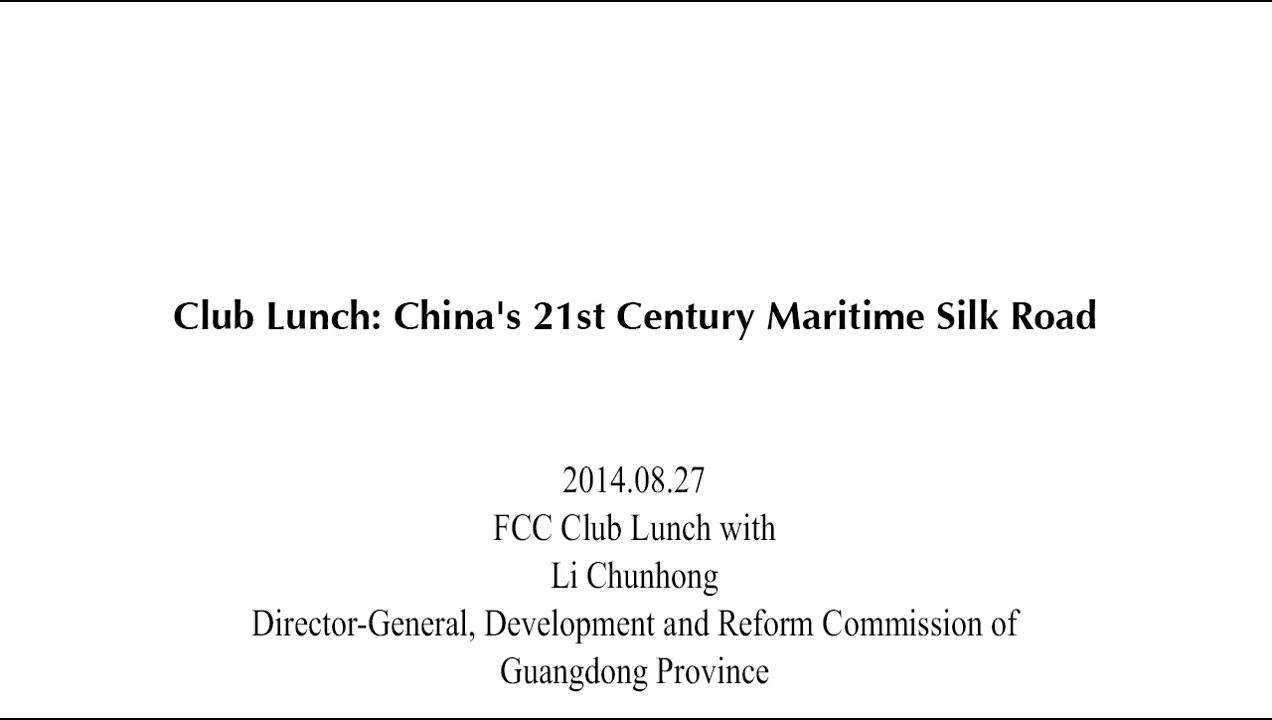 Club Lunch: China's 21st Century Maritime Silk Road
2014.08.27
FCC Club Lunch with
Li Chunhong
Director-General, Development and Reform Commission of
Guangdong Province